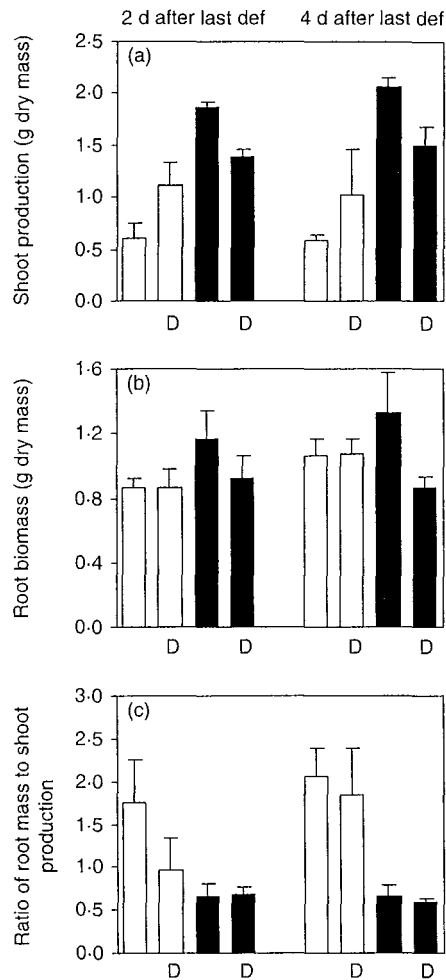 2 d after last def 4 d after last def
(a)
Shoot production (g dry mass)
2·5
2·0
1·5
1·0
0·5
0·0
D D D D
(b)
Root biomass (g dry mass)
1·6
1·2
0·8
0·4
0·0
D D D D
(c)
Ratio of root mass to shoot
production
3·0
2·5
2·0
1·5
1·0
0·5
0·0
D D D D